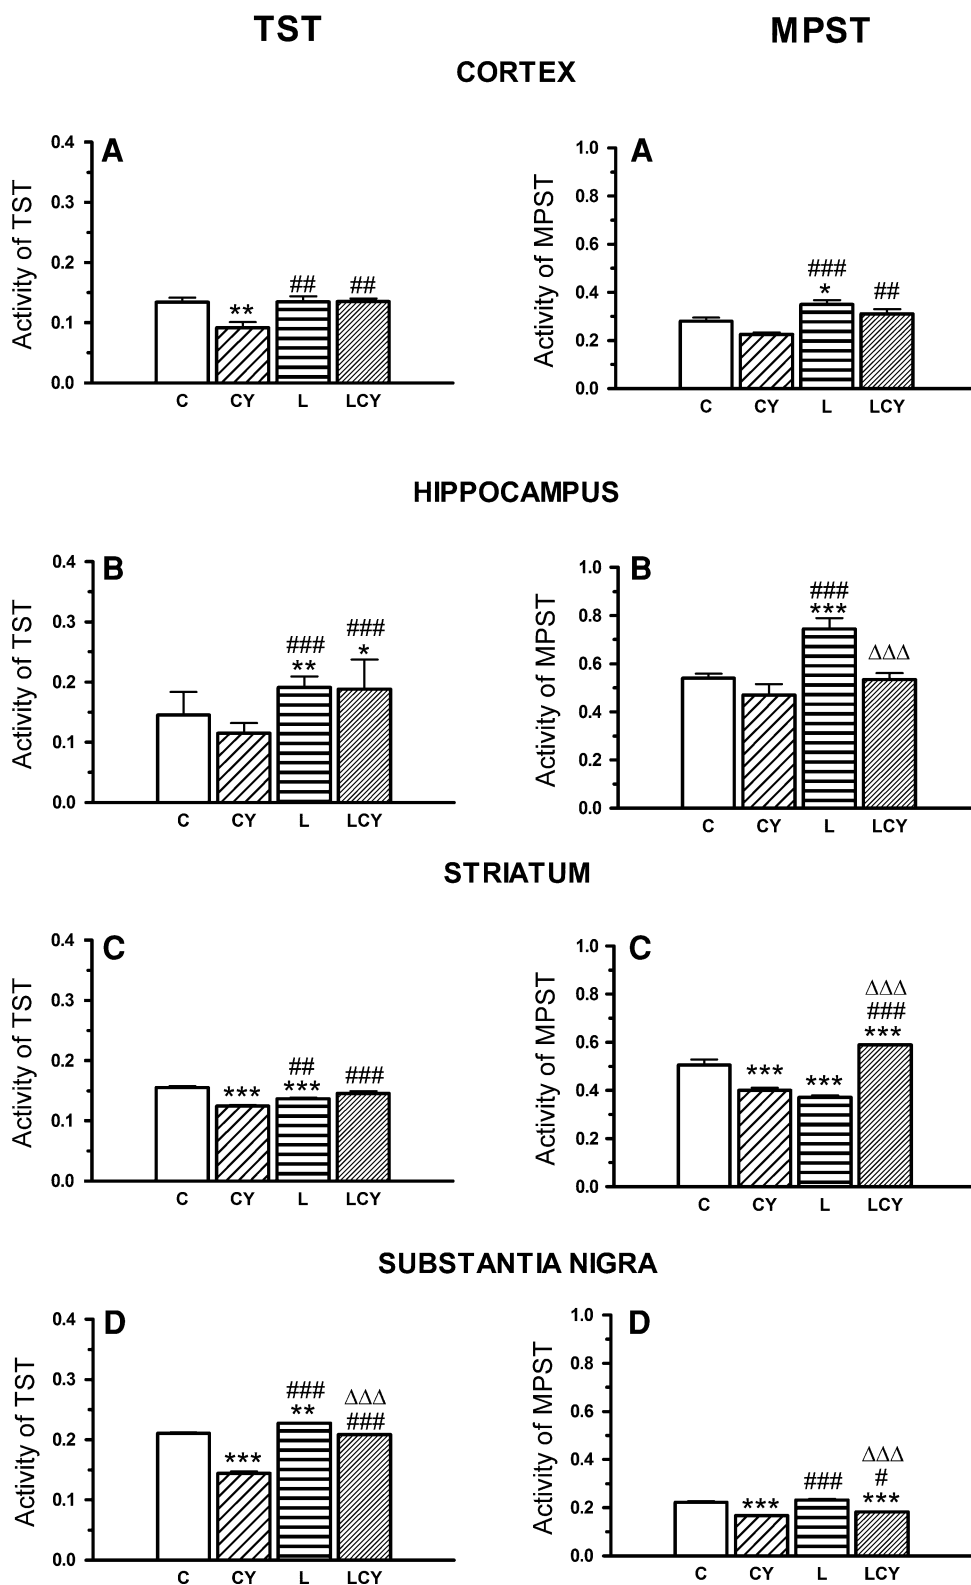 TST MPST
CORTEX
A
Activity of TST
0.4
0.3
0.2
0.1
0.0
**
##
##
C CY L LCY
A
Activity of MPST
1.0
0.8
0.6
0.4
0.2
0.0
###
*
##
C CY L LCY
HIPPOCAMPUS
B
Activity of TST
0.4
0.3
0.2
0.1
0.0
###
**
###
*
C CY L LCY
B
Activity of MPST
1.0
0.8
0.6
0.4
0.2
0.0
###
***
ΔΔΔ
C CY L LCY
STRIATUM
C
Activity of TST
0.4
0.3
0.2
0.1
0.0
***
##
***
###
C CY L LCY
C
Activity of MPST
1.0
0.8
0.6
0.4
0.2
0.0
***
***
ΔΔΔ
###
***
C CY L LCY
SUBSTANTIA NIGRA
D
Activity of TST
0.4
0.3
0.2
0.1
0.0
***
###
**
ΔΔΔ
###
C CY L LCY
D
Activity of MPST
1.0
0.8
0.6
0.4
0.2
0.0
***
###
ΔΔΔ
#
***
C CY L LCY